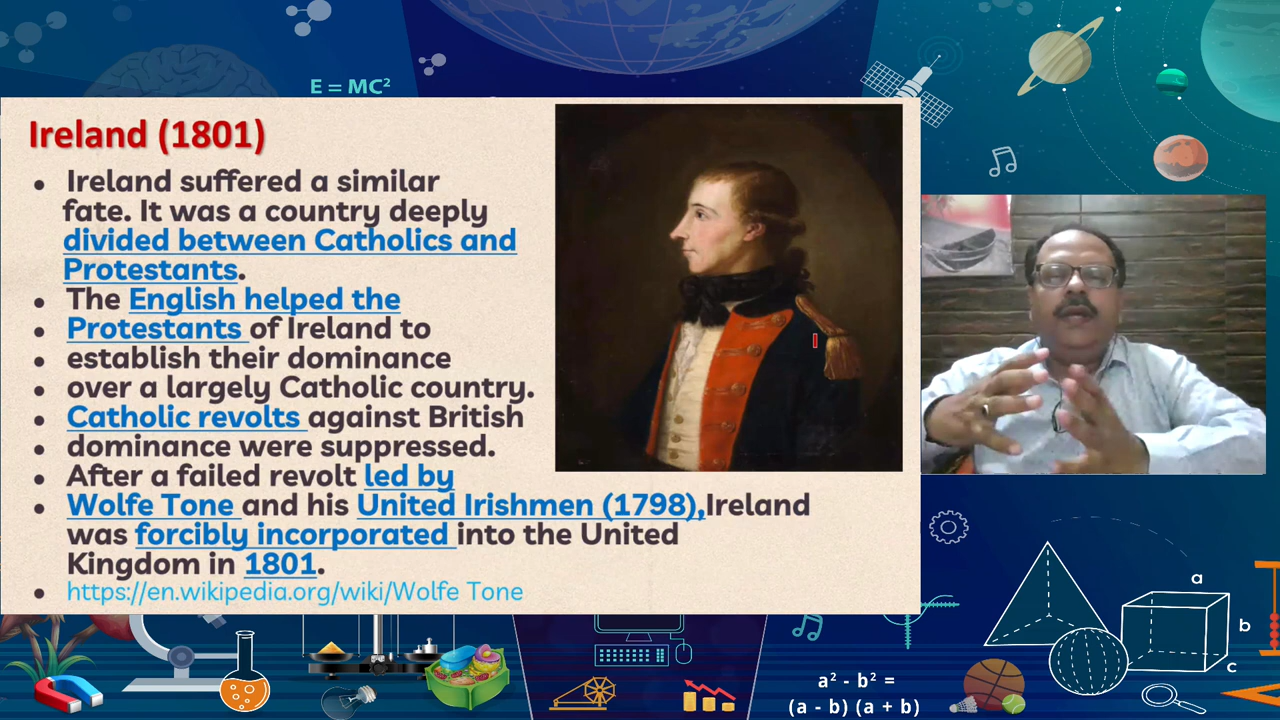 E = MC²
Ireland (1801)
• Ireland suffered a similar
fate. It was a country deeply
divided between Catholics and
Protestants.
• The English helped the
• Protestants of Ireland to
• establish their dominance
• over a largely Catholic country.
• Catholic revolts against British
• dominance were suppressed.
• After a failed revolt led by
• Wolfe Tone and his United Irishmen (1798),Ireland
was forcibly incorporated into the United
Kingdom in 1801.
• https://en.wikipedia.org/wiki/Wolfe Tone
a
b
c
a² - b² =
(a - b) (a + b)